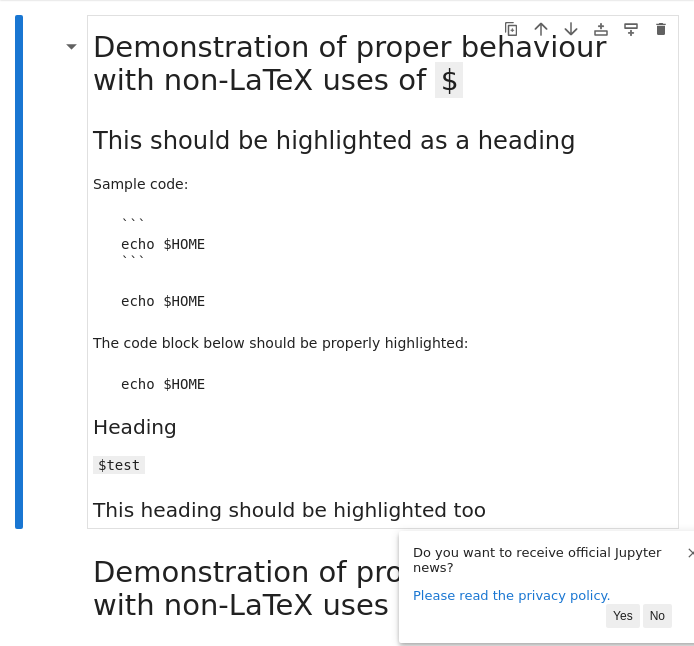 Demonstration of proper behaviour
with non-LaTeX uses of $
This should be highlighted as a heading
Sample code:
```
echo $HOME
```
echo $HOME
The code block below should be properly highlighted:
echo $HOME
Heading
$test
This heading should be highlighted too
Demonstration of pro
with non-LaTeX uses
Do you want to receive official Jupyter
news?
Please read the privacy policy.
Yes No